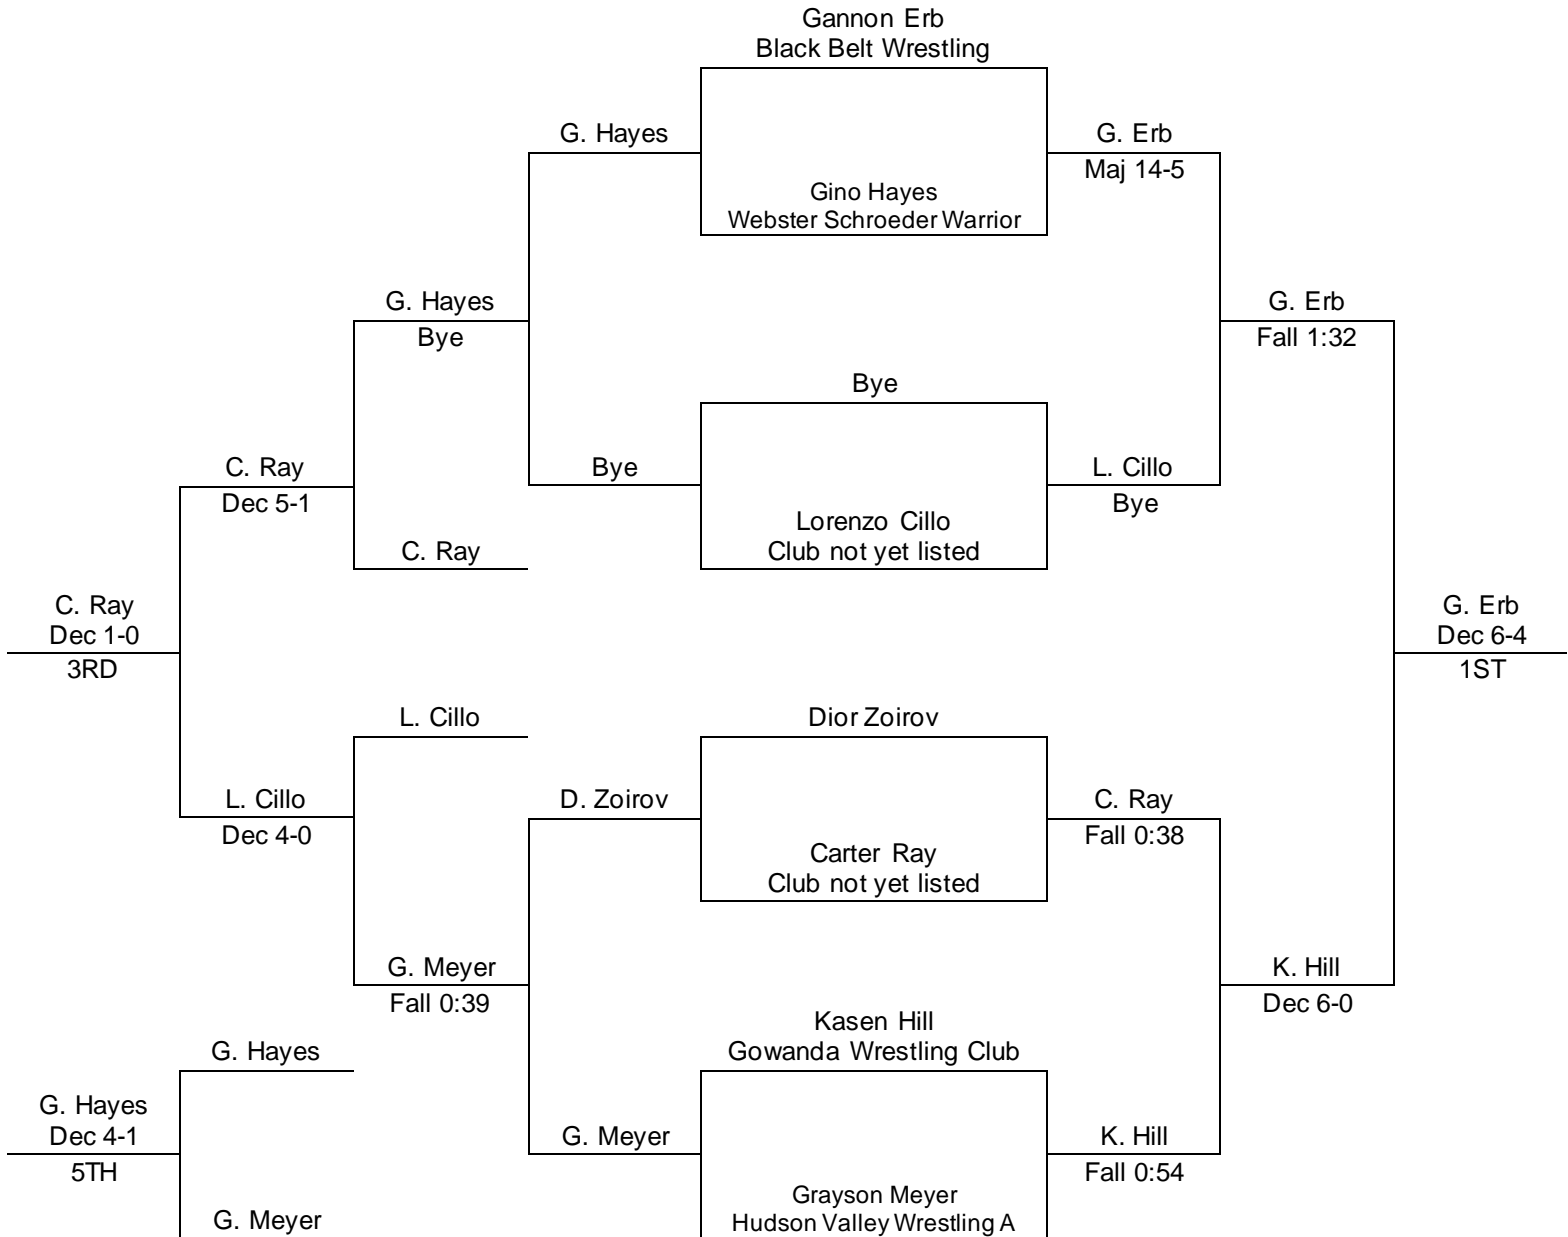 Gannon Erb
Black Belt Wrestling
G. Hayes
G. Erb
Maj 14-5
Gino Hayes
Webster Schroeder Warrior
G. Hayes
Bye
G. Erb
Fall 1:32
Bye
C. Ray
Dec 5-1
Bye
L. Cillo
Bye
Lorenzo Cillo
Club not yet listed
C. Ray
C. Ray
Dec 1-0
3RD
G. Erb
Dec 6-4
1ST
L. Cillo
Dior Zoirov
L. Cillo
Dec 4-0
D. Zoirov
C. Ray
Fall 0:38
Carter Ray
Club not yet listed
G. Meyer
Fall 0:39
K. Hill
Dec 6-0
Kasen Hill
Gowanda Wrestling Club
G. Hayes
G. Hayes
Dec 4-1
5TH
G. Meyer
K. Hill
Fall 0:54
Grayson Meyer
Hudson Valley Wrestling A
G. Meyer